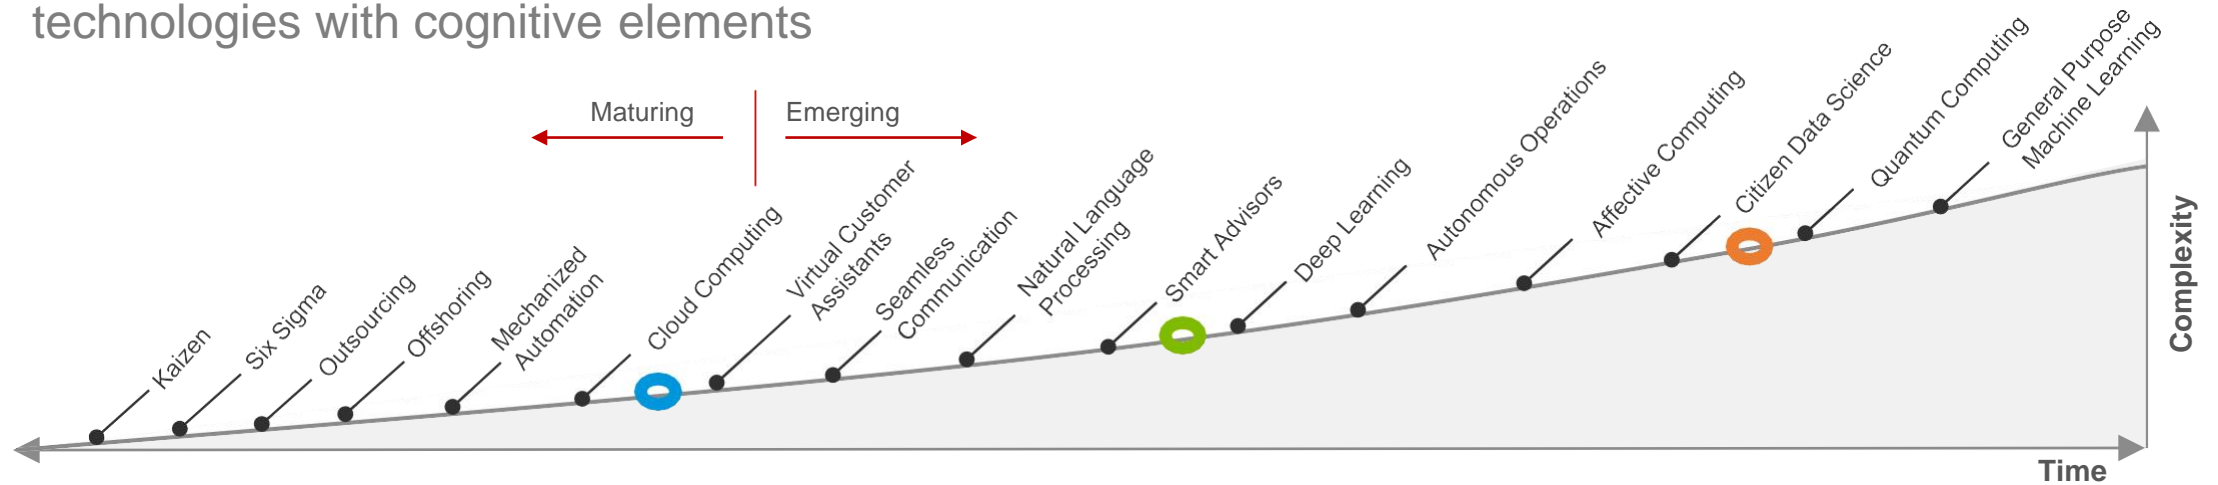 technologies with cognitive elements
Maturing
Emerging
Kaizen
Six Sigma
Outsourcing
Offshoring
Mechanized
Automation
Cloud Computing
Virtual Customer
Assistants
Seamless
Communication
Natural Language
Processing
Smart Advisors
Deep Learning
Autonomous Operations
Affective Computing
Citizen Data Science
Quantum Computing
General Purpose
Machine Learning
Complexity
Time